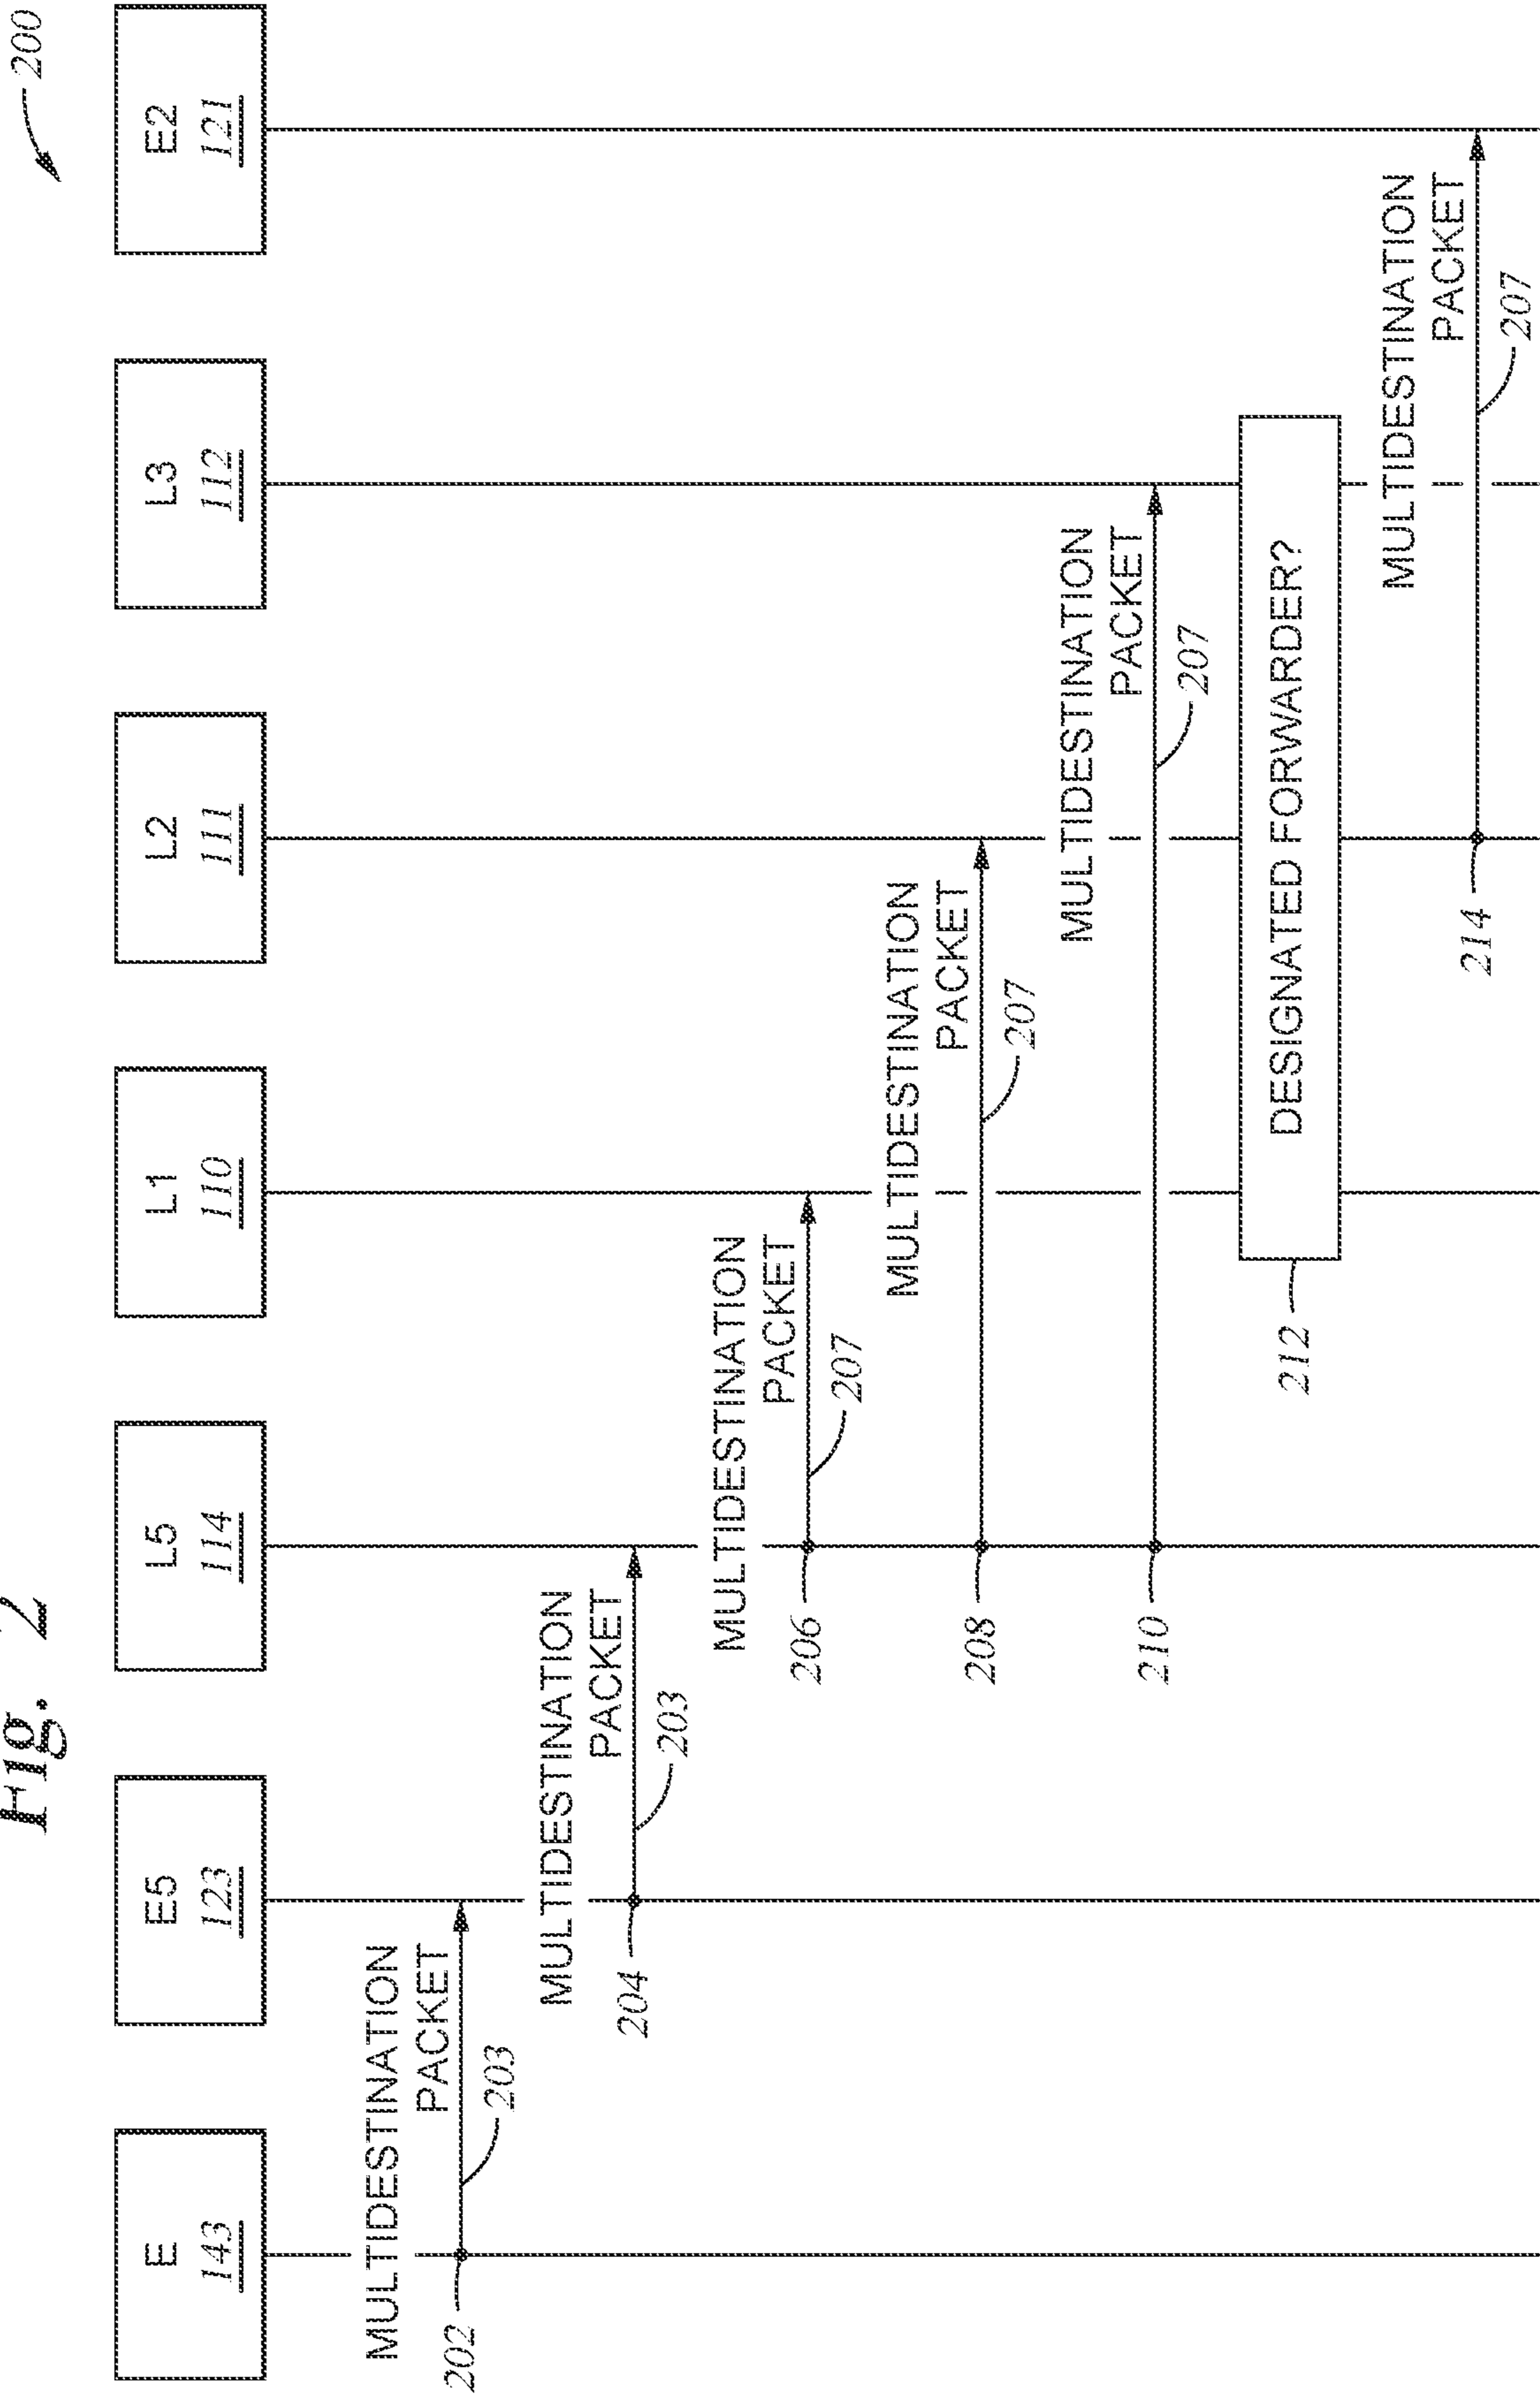 Fig. 2
200
E
143
E5
123
L5
114
L1
110
L2
111
L3
112
E2
121
MULTIDESTINATION
PACKET
202
203
MULTIDESTINATION
PACKET
204
203
MULTIDESTINATION
PACKET
206
207
MULTIDESTINATION
PACKET
208
207
MULTIDESTINATION
PACKET
210
207
DESIGNATED FORWARDER?
212
MULTIDESTINATION
PACKET
214
207